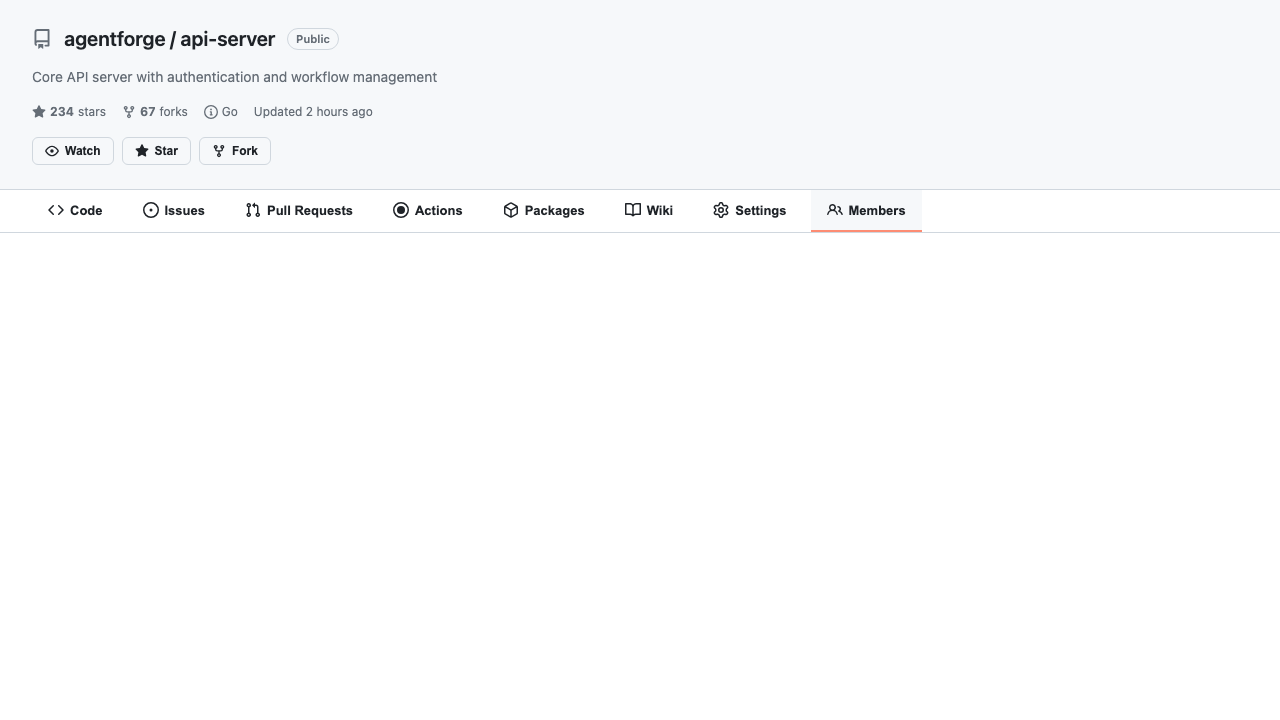 agentforge / api-server Public
Core API server with authentication and workflow management
234 stars 67 forks Go Updated 2 hours ago
Watch Star Fork
Code Issues Pull Requests Actions Packages Wiki Settings Members